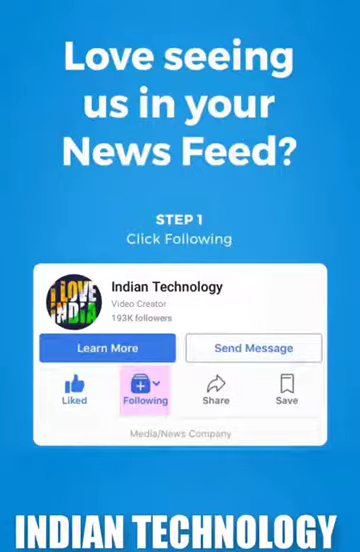 Love seeing
us in your
News Feed?
STEP 1
Click Following
I LOVE
INDIA
Indian Technology
Video Creator
193K followers
Learn More
Send Message
Liked
Following
Share
Save
Media/News Company
INDIAN TECHNOLOGY